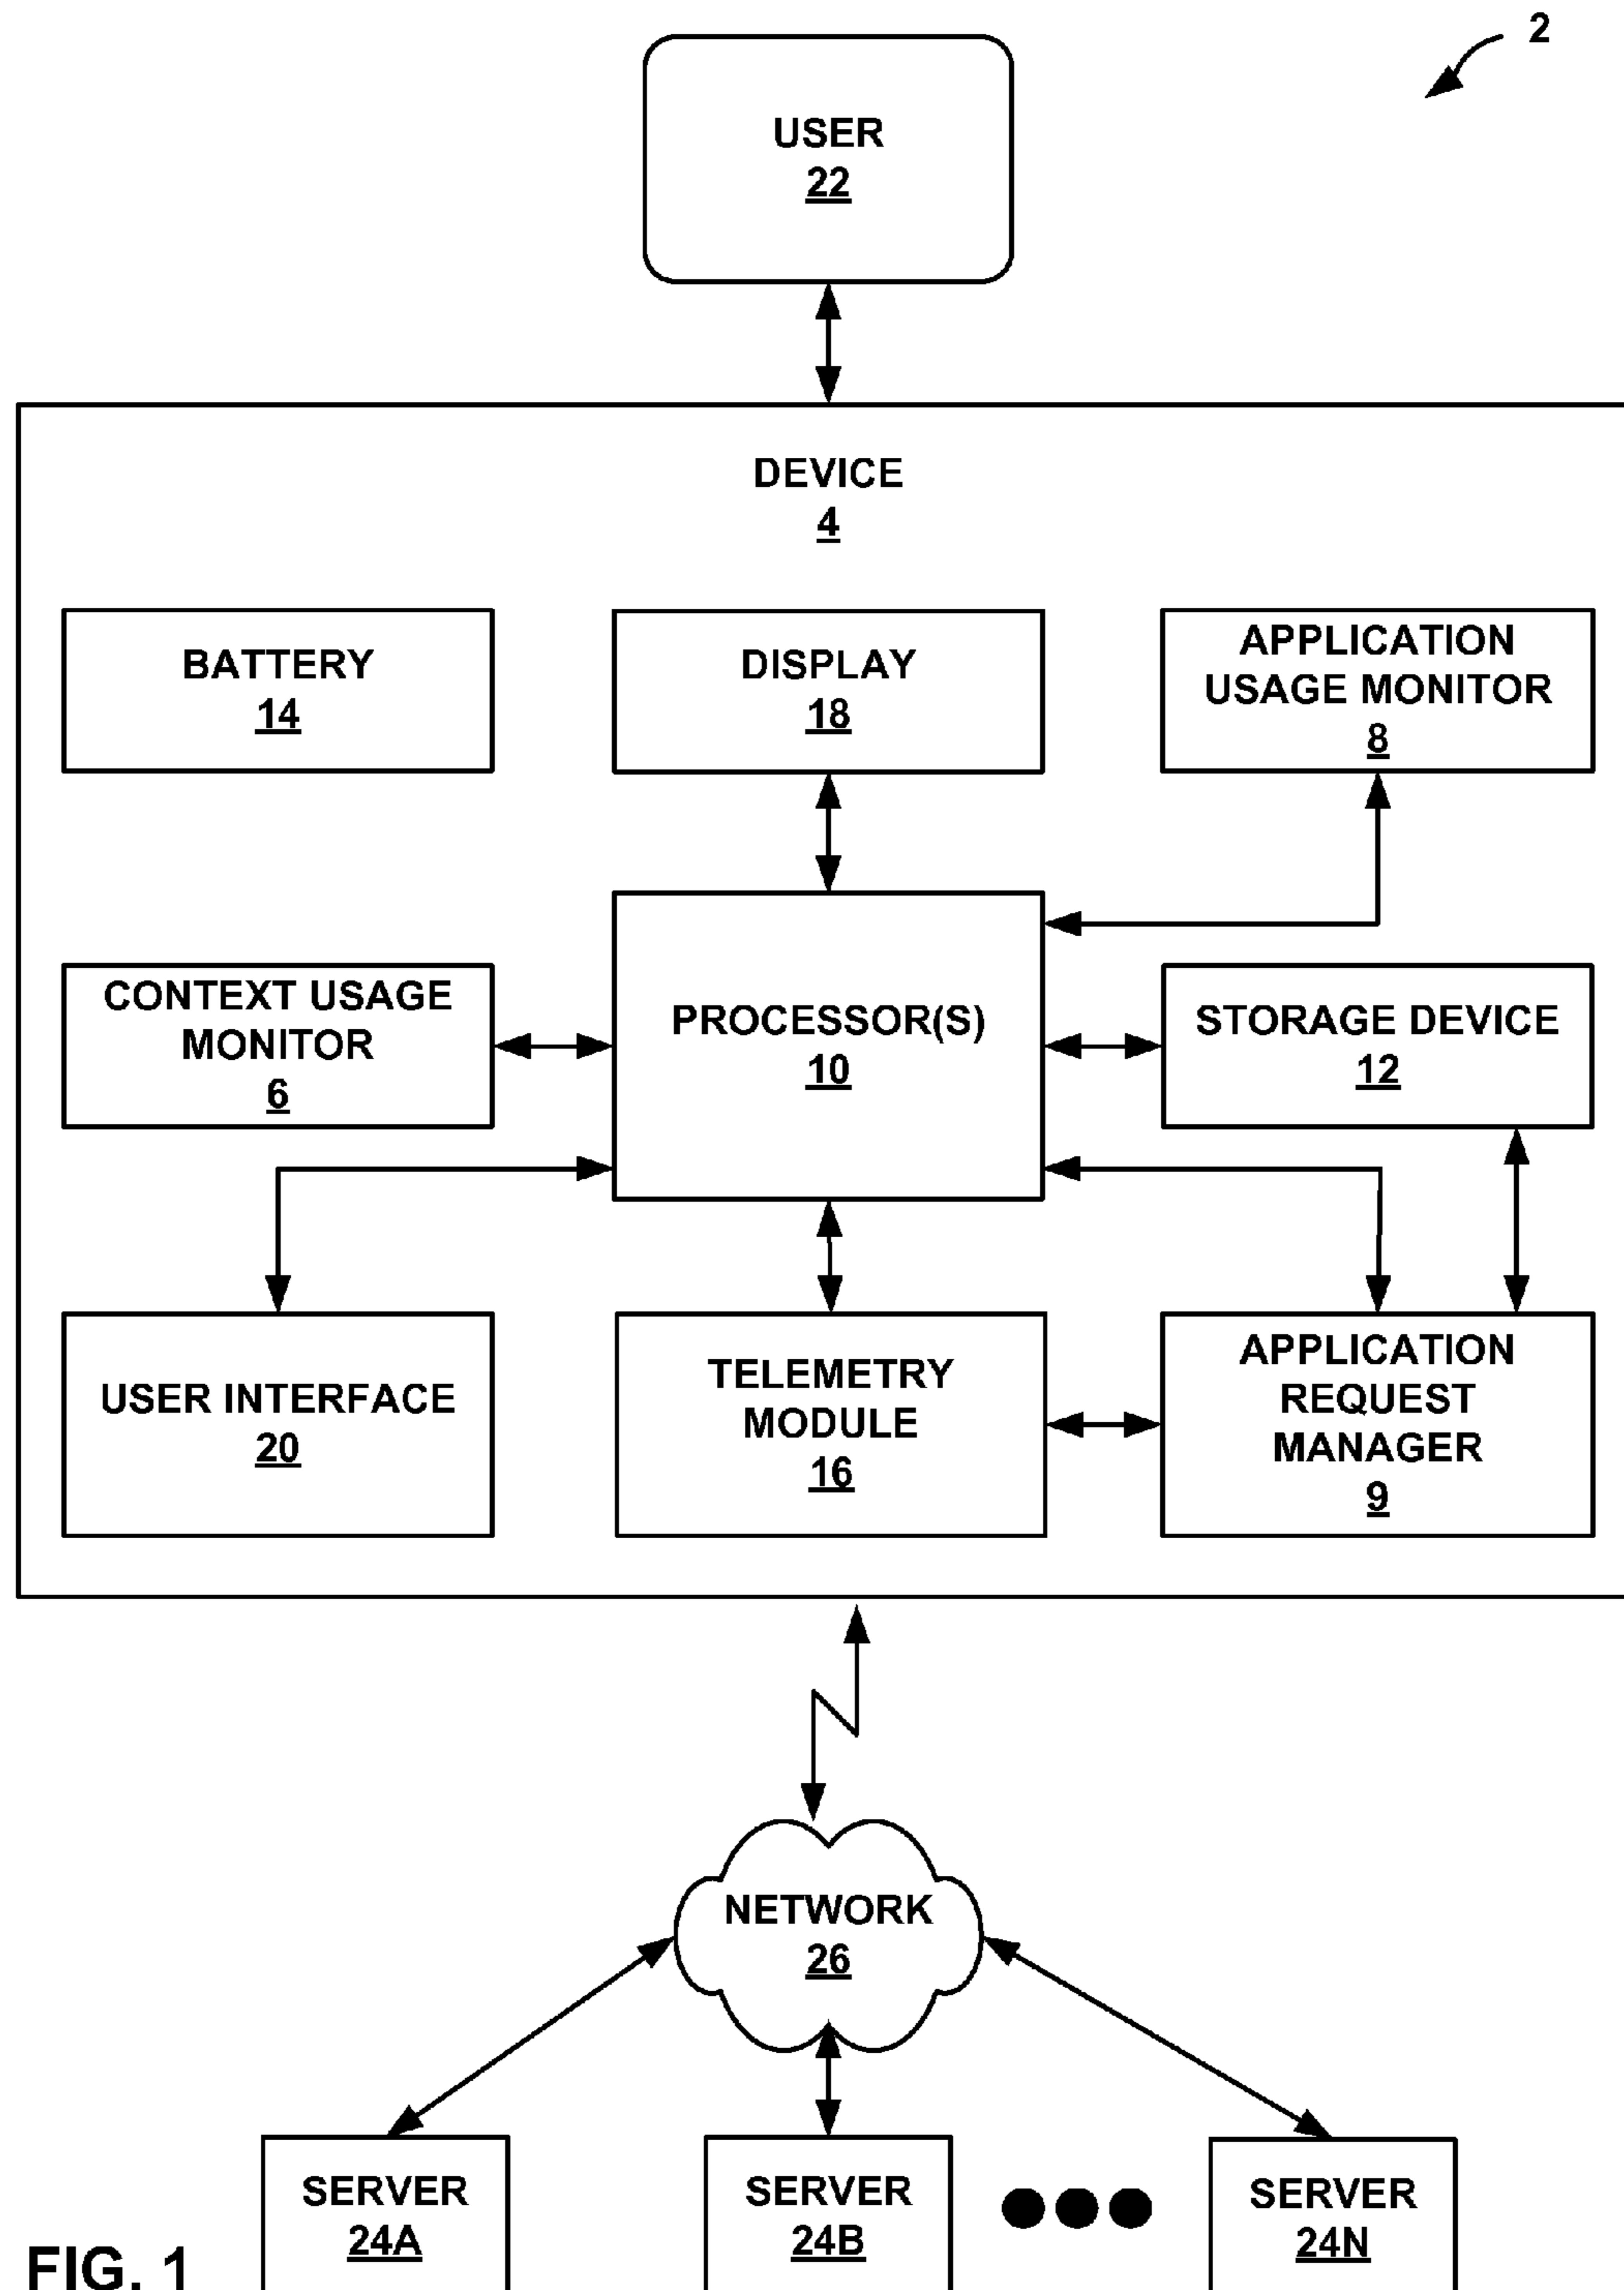 2
USER
22
DEVICE
4
BATTERY
14
DISPLAY
18
APPLICATION
USAGE MONITOR
8
CONTEXT USAGE
MONITOR
6
PROCESSOR(S)
10
STORAGE DEVICE
12
USER INTERFACE
20
TELEMETRY
MODULE
16
APPLICATION
REQUEST
MANAGER
9
NETWORK
26
SERVER
24A
SERVER
24B
SERVER
24N
FIG. 1